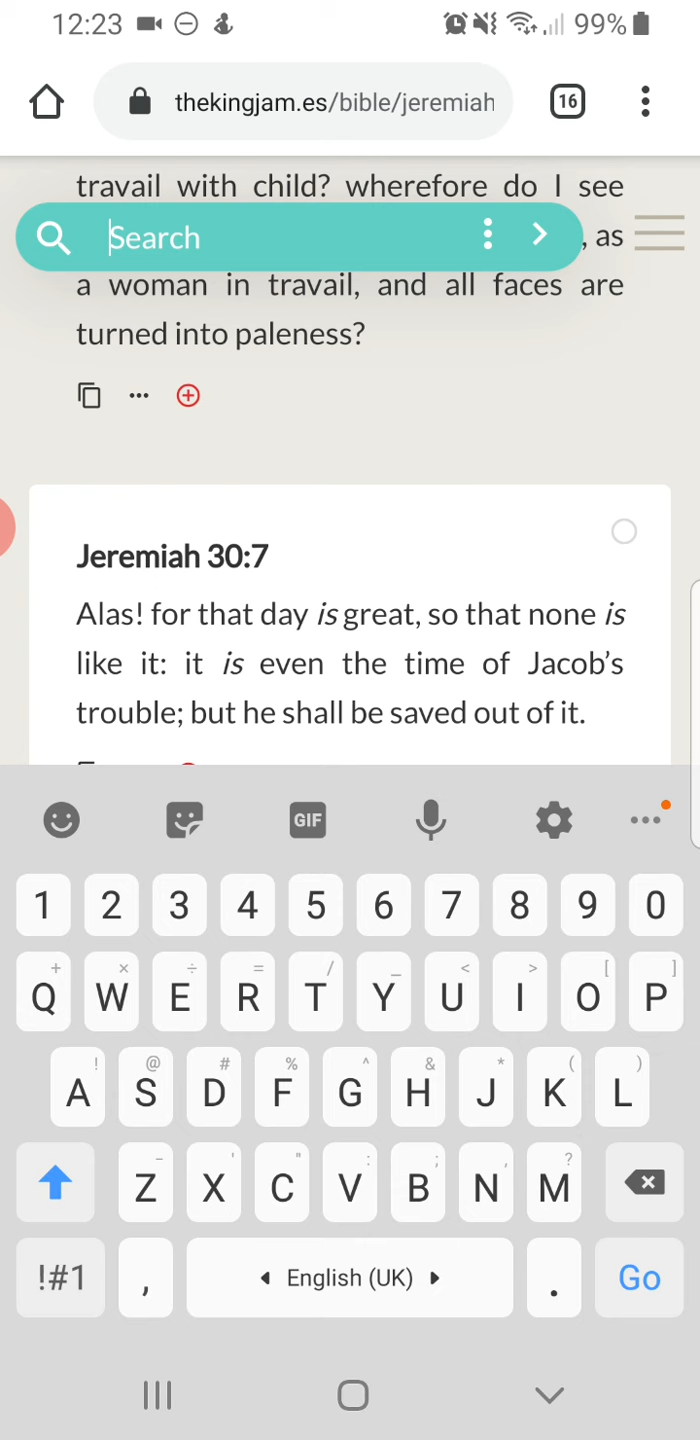 12:23 99%
thekingjam.es/bible/jeremiah 16
travail with child? wherefore do I see
Search , as
a woman in travail, and all faces are
turned into paleness?
Jeremiah 30:7
Alas! for that day is great, so that none is
like it: it is even the time of Jacob's
trouble; but he shall be saved out of it.
GIF
1 2 3 4 5 6 7 8 9 0
+ × ÷ = / _ < > [ ]
Q W E R T Y U I O P
! @ # % ^ & * ( )
A S D F G H J K L
- ' " : ; , ?
Z X C V B N M
!#1 , English (UK) . Go